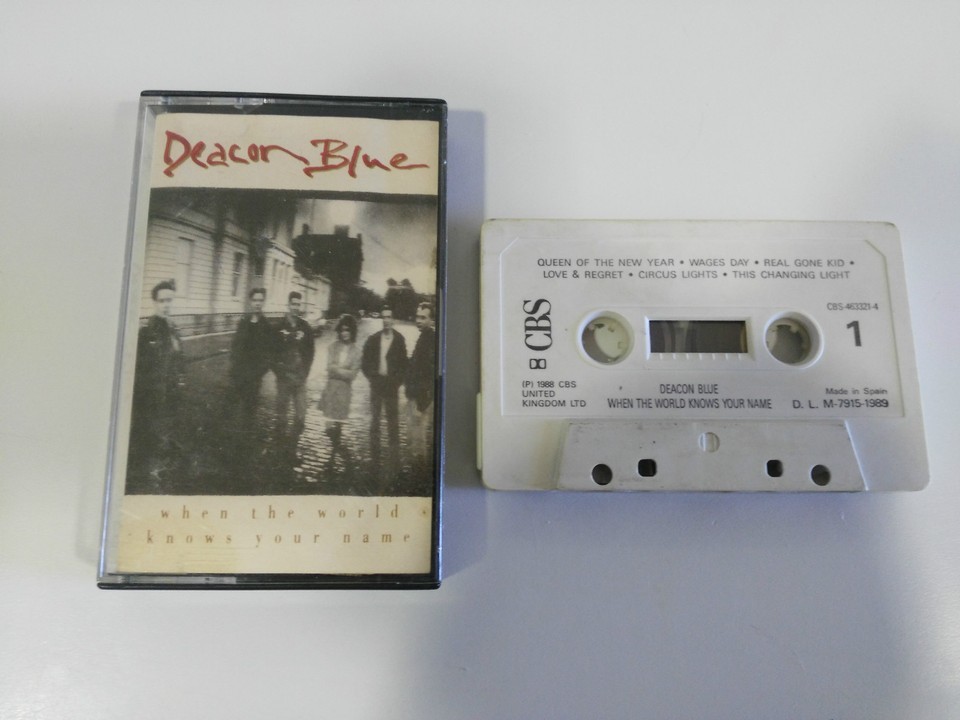 Deacon Blue
when the world
knows your name
QUEEN OF THE NEW YEAR • WAGES DAY • REAL GONE KID •
LOVE & REGRET • CIRCUS LIGHTS • THIS CHANGING LIGHT
CBS-463321-4
CBS
1
(P) 1988 CBS
UNITED
KINGDOM LTD
DEACON BLUE
WHEN THE WORLD KNOWS YOUR NAME
Made in Spain
D. L. M-7915-1989